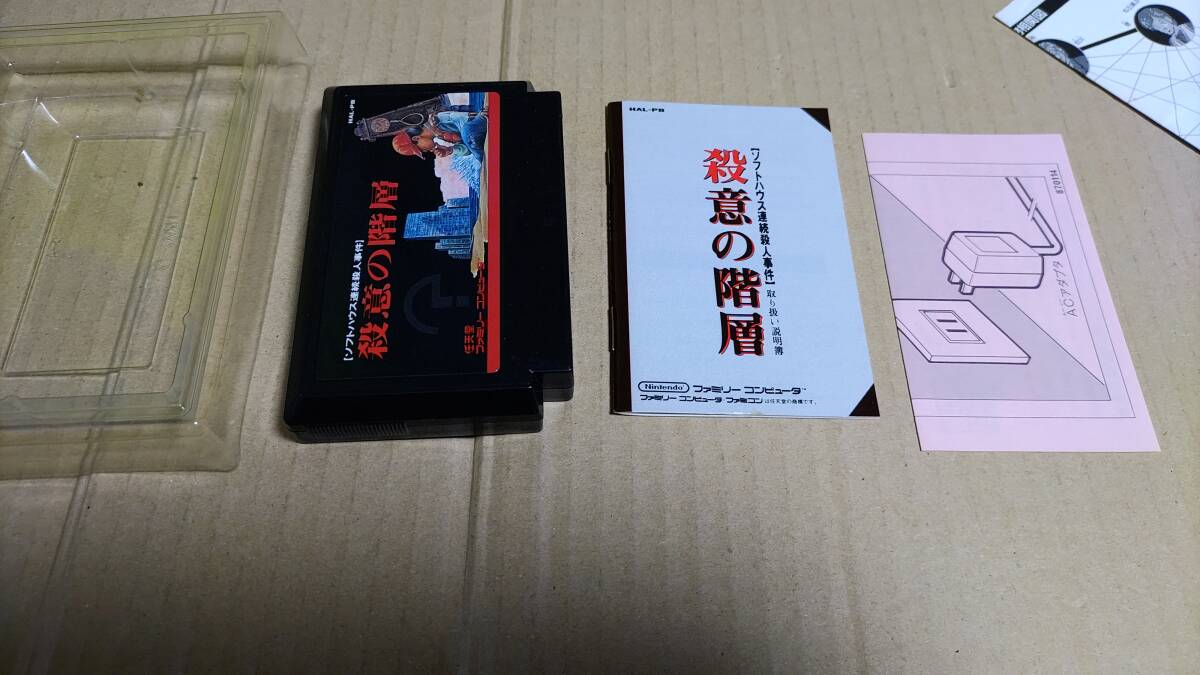 HAL-PB
【ソフトハウス連続殺人事件】
殺意の階層
任天堂
ファミリー コンピュータ
HAL-PB
【ソフトハウス連続殺人事件】取り扱い説明簿
殺意の階層
Nintendo ファミリー コンピュータ™
ファミリー コンピュータ・ファミコンは任天堂の商標です。
870114
ACアダプタ